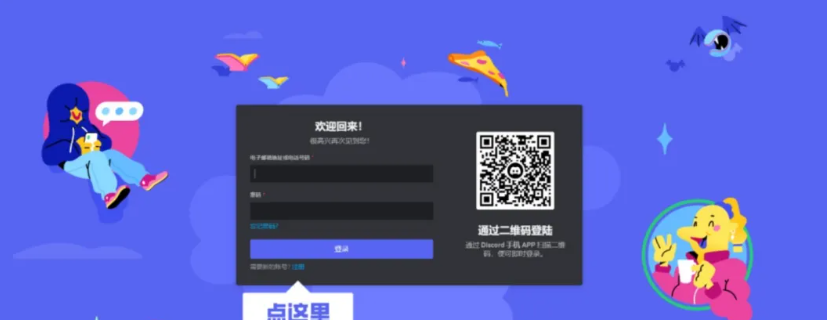 欢迎回来!
很高兴再次见到您!
电子邮箱地址或电话号码 *
密码 *
忘记密码?
登录
需要新的账号? 注册
通过二维码登陆
通过 Discord 手机 APP 扫描二维
码,便可即时登录。
点这里